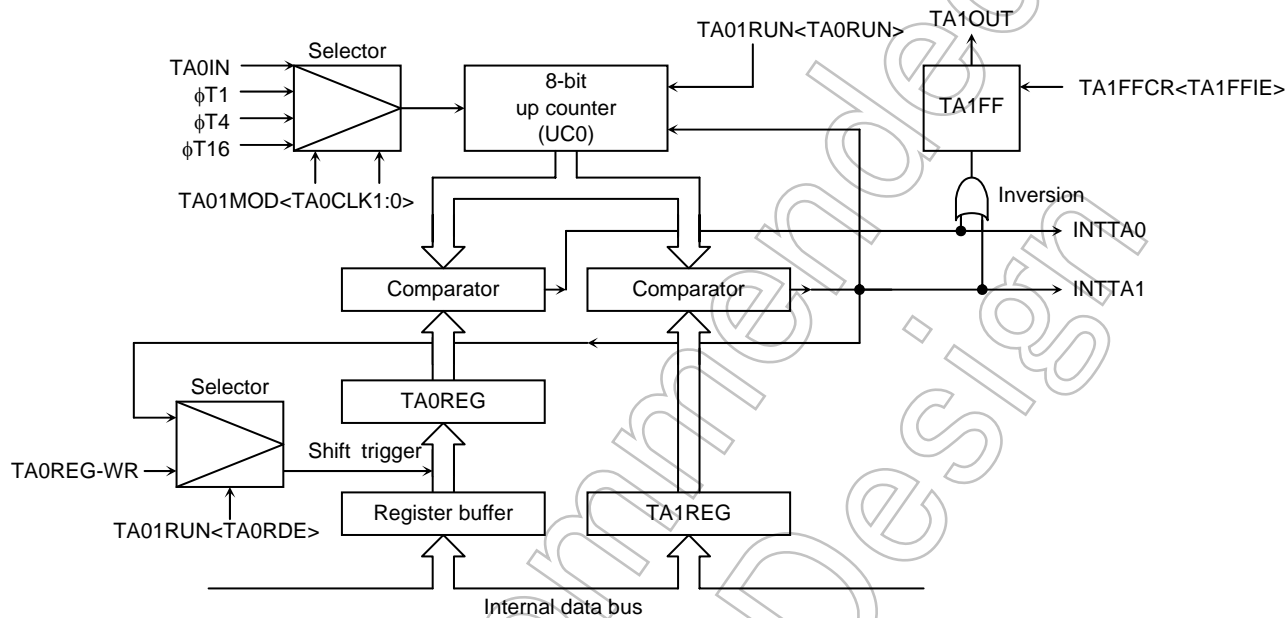 TA1OUT
TA01RUN<TA0RUN>
Selector
TA0IN
ϕT1
ϕT4
ϕT16
8-bit
up counter
(UC0)
TA1FF
TA1FFCR<TA1FFIE>
TA01MOD<TA0CLK1:0>
Inversion
INTTA0
Comparator
Comparator
INTTA1
Selector
TA0REG
Shift trigger
TA0REG-WR
Register buffer
TA1REG
TA01RUN<TA0RDE>
Internal data bus
ommende
Design